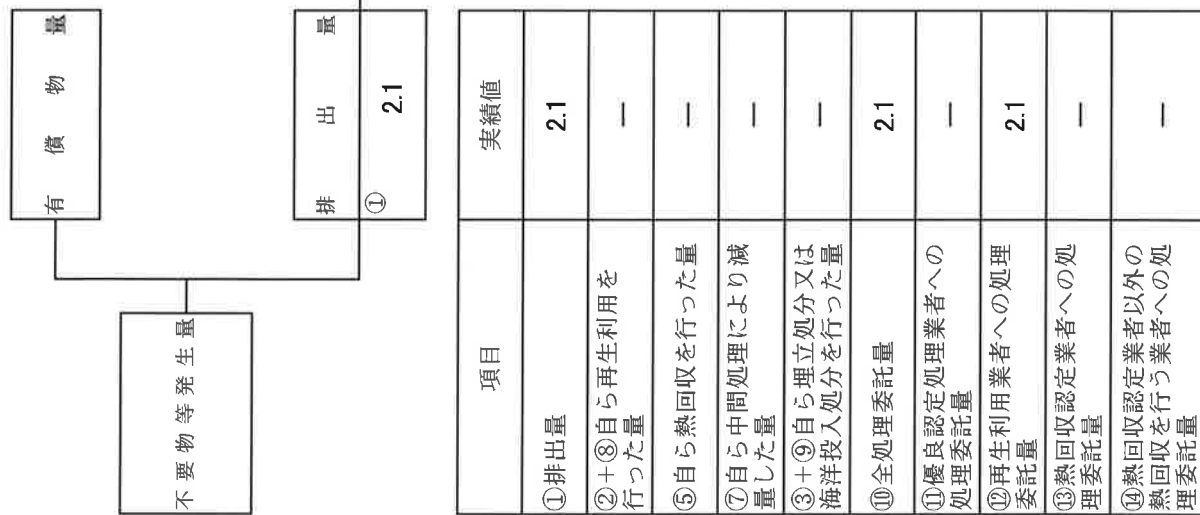 有償物量
不要物等発生量
排出量
①
2.1
項目
実績値
①排出量
2.1
②+⑧自ら再生利用を
行った量
—
⑤自ら熱回収を行った量
—
⑦自ら中間処理により減
量した量
—
③+⑨自ら埋立処分又は
海洋投入処分を行った量
—
⑩全処理委託量
2.1
⑪優良認定処理業者への
処理委託量
—
⑫再生利用業者への処理
委託量
2.1
⑬熱回収認定業者への処
理委託量
—
⑭熱回収認定業者以外の
熱回収を行う業者への処
理委託量
—